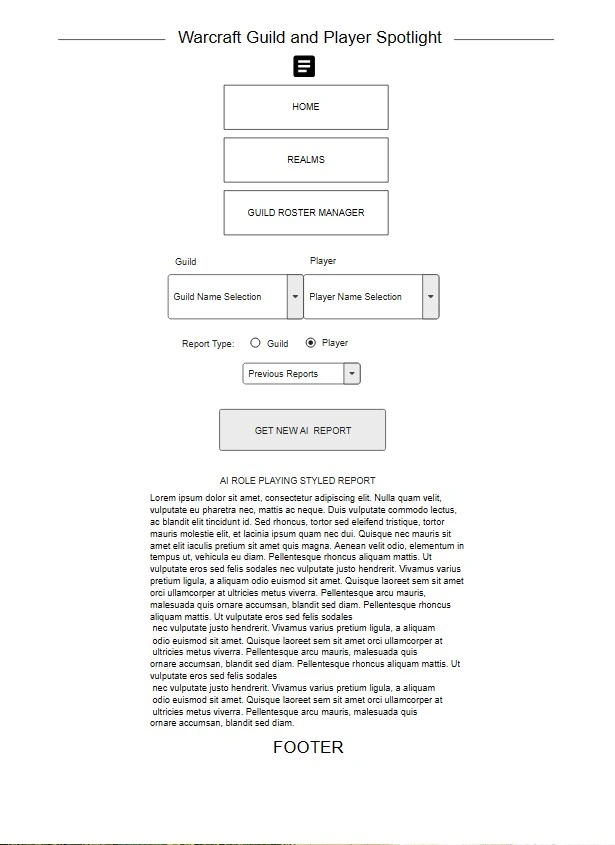 Warcraft Guild and Player Spotlight
HOME
REALMS
GUILD ROSTER MANAGER
Guild Player
Guild Name Selection Player Name Selection
Report Type: Guild Player
Previous Reports
GET NEW AI REPORT
AI ROLE PLAYING STYLED REPORT
Lorem ipsum dolor sit amet, consectetur adipiscing elit. Nulla quam velit,
vulputate eu pharetra nec, mattis ac neque. Duis vulputate commodo lectus,
ac blandit elit tincidunt id. Sed rhoncus, tortor sed eleifend tristique, tortor
mauris molestie elit, et lacinia ipsum quam nec dui. Quisque nec mauris sit
amet elit iaculis pretium sit amet quis magna. Aenean velit odio, elementum in
tempus ut, vehicula eu diam. Pellentesque rhoncus aliquam mattis. Ut
vulputate eros sed felis sodales nec vulputate justo hendrerit. Vivamus varius
pretium ligula, a aliquam odio euismod sit amet. Quisque laoreet sem sit amet
orci ullamcorper at ultricies metus viverra. Pellentesque arcu mauris,
malesuada quis ornare accumsan, blandit sed diam. Pellentesque rhoncus
aliquam mattis. Ut vulputate eros sed felis sodales
nec vulputate justo hendrerit. Vivamus varius pretium ligula, a aliquam
odio euismod sit amet. Quisque laoreet sem sit amet orci ullamcorper at
ultricies metus viverra. Pellentesque arcu mauris, malesuada quis
ornare accumsan, blandit sed diam. Pellentesque rhoncus aliquam mattis. Ut
vulputate eros sed felis sodales
nec vulputate justo hendrerit. Vivamus varius pretium ligula, a aliquam
odio euismod sit amet. Quisque laoreet sem sit amet orci ullamcorper at
ultricies metus viverra. Pellentesque arcu mauris, malesuada quis
ornare accumsan, blandit sed diam.
FOOTER